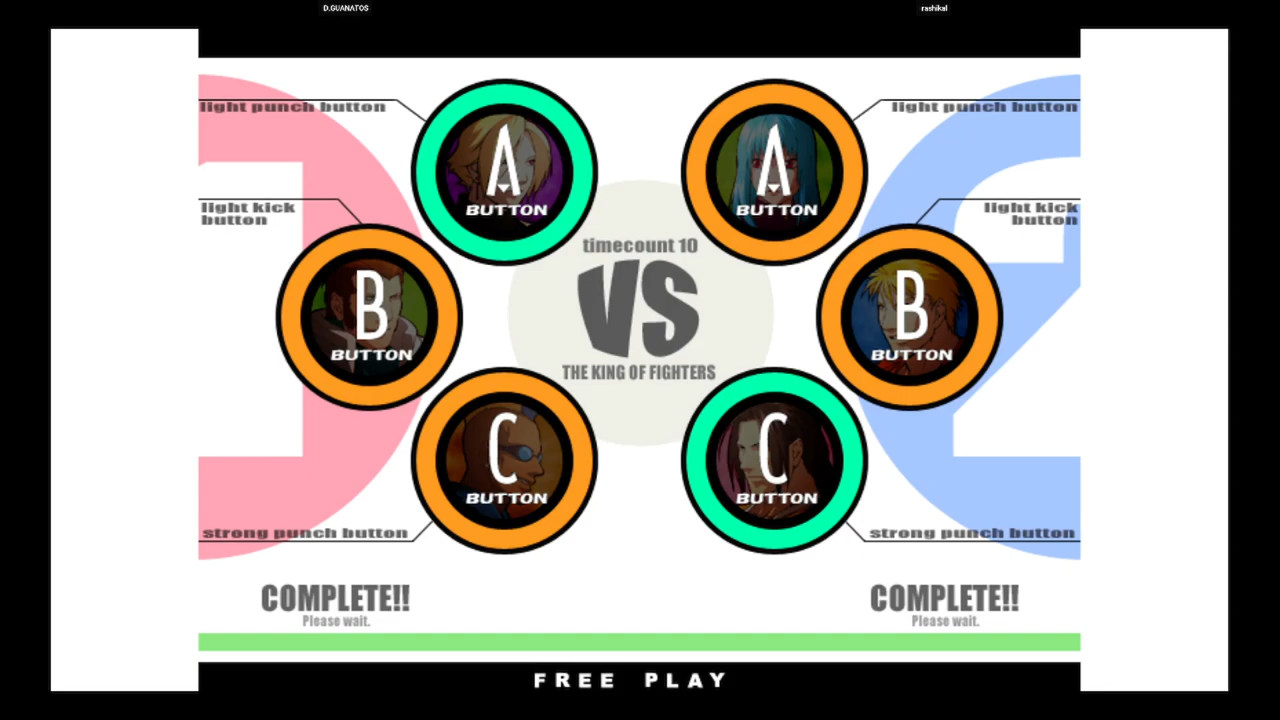 D.GUANATOS
rashikal
light punch button
A
BUTTON
A
BUTTON
light punch button
light kick
button
light kick
button
timecount 10
VS
THE KING OF FIGHTERS
B
BUTTON
B
BUTTON
C
BUTTON
C
BUTTON
strong punch button
strong punch button
COMPLETE!!
Please wait.
COMPLETE!!
Please wait.
FREE PLAY